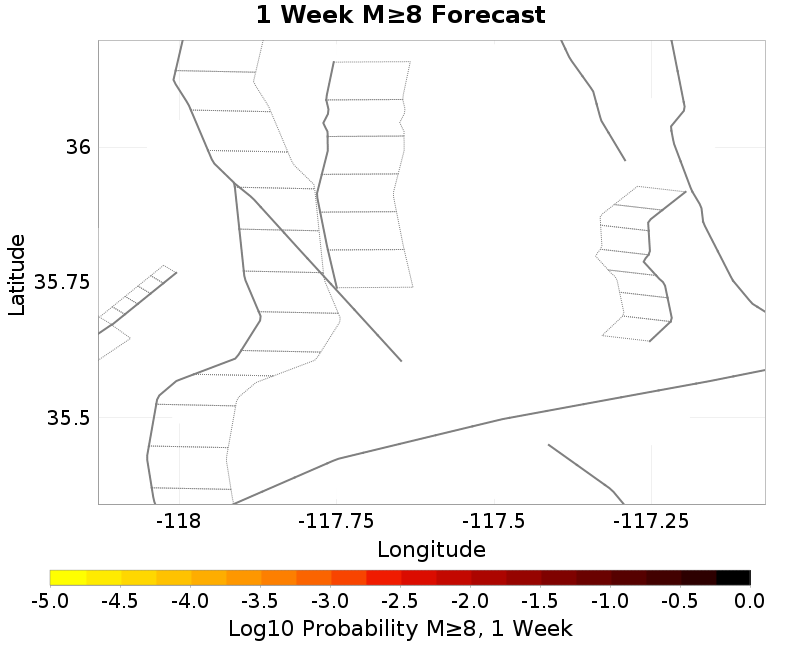 1 Week M≥8 Forecast
36
35.75
35.5
Latitude
-118 -117.75 -117.5 -117.25
Longitude
-5.0 -4.5 -4.0 -3.5 -3.0 -2.5 -2.0 -1.5 -1.0 -0.5 0.0
Log10 Probability M≥8, 1 Week